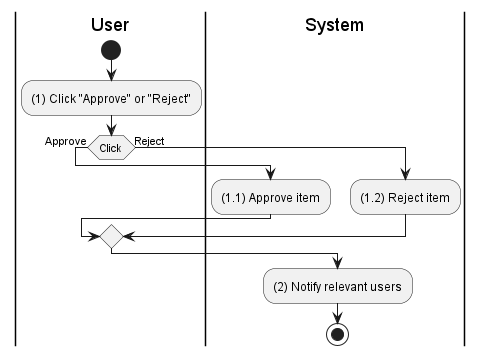 User
System
(1) Click "Approve" or "Reject"
Approve
Click
Reject
(1.1) Approve item
(1.2) Reject item
(2) Notify relevant users